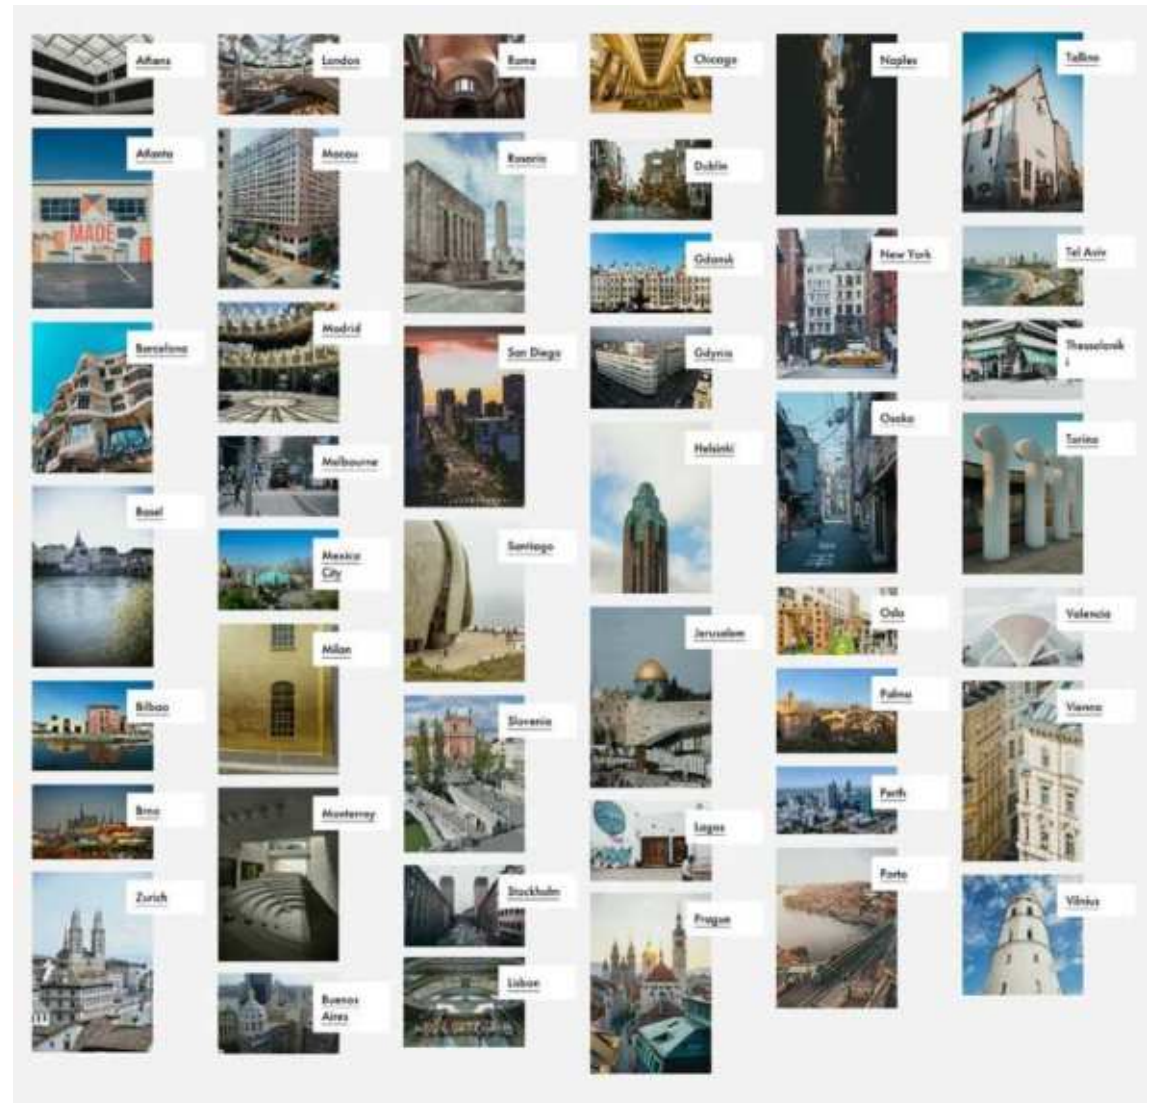 Athens
Atlanta
MADE
Barcelona
Basel
Bilbao
Brno
Zurich
London
Macau
Madrid
Melbourne
Mexico
City
Milan
Monterrey
Buenos
Aires
Rome
Rosario
San Diego
Santiago
Slovenia
Stockholm
Lisbon
Chicago
Dublin
Gdansk
Gdynia
Helsinki
Jerusalem
Lagos
Prague
Naples
New York
Osaka
Oslo
Palma
Perth
Porto
Tallinn
Tel Aviv
Thessalonik
i
Torino
Valencia
Vienna
Vilnius